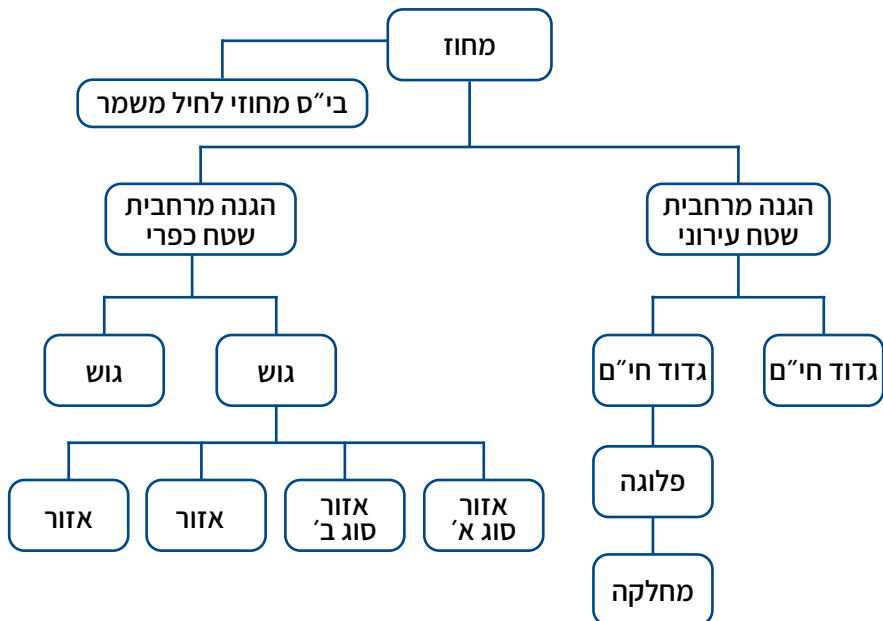 מחוז
בי״ס מחוזי לחיל משמר
הגנה מרחבית
שטח עירוני
הגנה מרחבית
שטח כפרי
גדוד חי״ם
גדוד חי״ם
גוש
גוש
פלוגה
אזור
סוג א׳
אזור
סוג ב׳
אזור
אזור
מחלקה